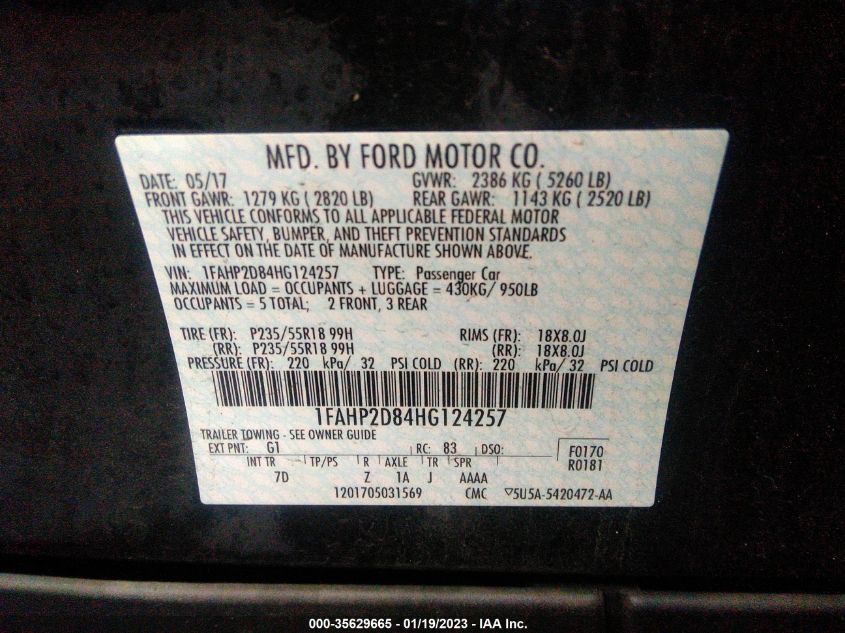 MFD. BY FORD MOTOR CO.
DATE: 05/17 GVWR: 2386 KG ( 5260 LB)
FRONT GAWR: 1279 KG ( 2820 LB) REAR GAWR: 1143 KG ( 2520 LB)
THIS VEHICLE CONFORMS TO ALL APPLICABLE FEDERAL MOTOR
VEHICLE SAFETY, BUMPER, AND THEFT PREVENTION STANDARDS
IN EFFECT ON THE DATE OF MANUFACTURE SHOWN ABOVE.
VIN: 1FAHP2D84HG124257 TYPE: Passenger Car
MAXIMUM LOAD = OCCUPANTS + LUGGAGE = 430KG/ 950LB
OCCUPANTS = 5 TOTAL; 2 FRONT, 3 REAR
TIRE (FR): P235/55R18 99H RIMS (FR): 18X8.0J
(RR): P235/55R18 99H (RR): 18X8.0J
PRESSURE (FR): 220 kPa/ 32 PSI COLD (RR): 220 kPa/ 32 PSI COLD
1FAHP2D84HG124257
TRAILER TOWING - SEE OWNER GUIDE
EXT PNT: G1 RC: 83 DSO: F0170
INT TR TP/PS R AXLE TR SPR R0181
7D Z 1A J AAAA
1201705031569 CMC ▽5U5A-5420472-AA
000-35629665 - 01/19/2023 - IAA Inc.